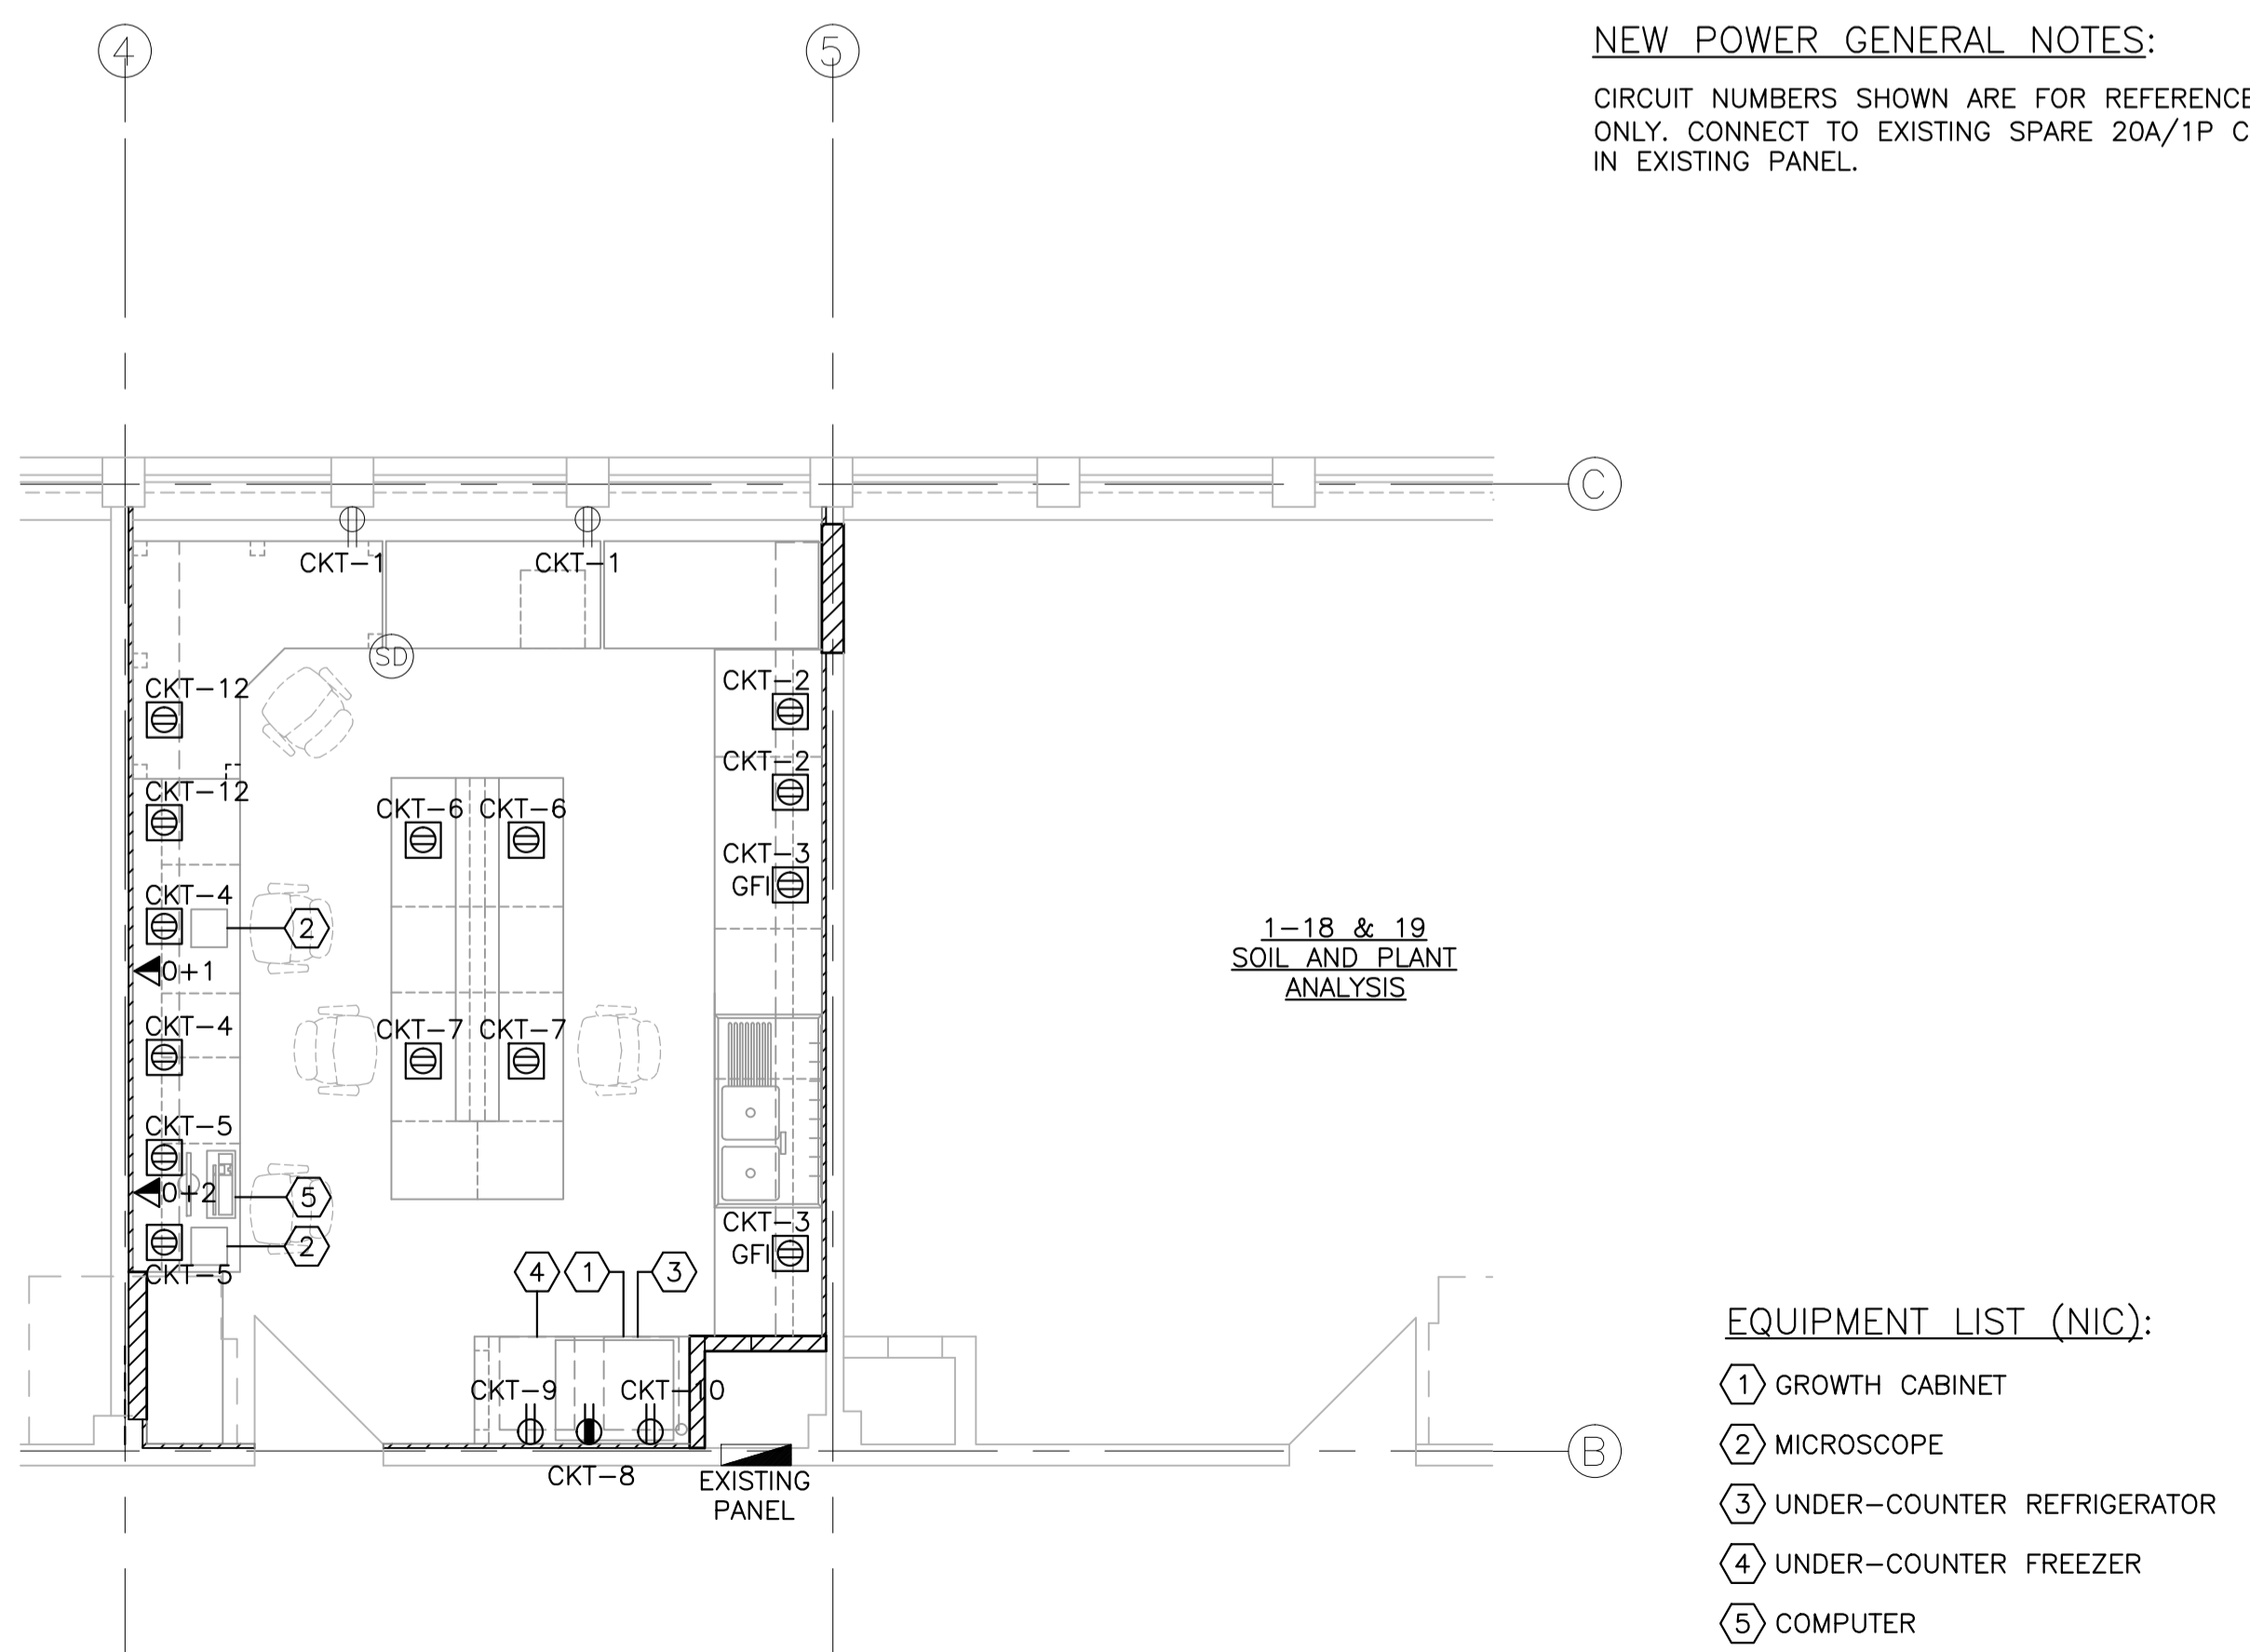 4
5
NEW POWER GENERAL NOTES:
CIRCUIT NUMBERS SHOWN ARE FOR REFERENCE
ONLY. CONNECT TO EXISTING SPARE 20A/1P C
IN EXISTING PANEL.
C
CKT-1
CKT-1
SD
CKT-12
CKT-2
CKT-12
CKT-2
CKT-6
CKT-6
CKT-3
GFI
CKT-4
2
0+1
1-18 & 19
SOIL AND PLANT
ANALYSIS
CKT-4
CKT-7
CKT-7
CKT-5
0+2
5
2
CKT-5
CKT-3
GFI
4
1
3
CKT-9
CKT-10
CKT-8
EXISTING
PANEL
B
EQUIPMENT LIST (NIC):
1 GROWTH CABINET
2 MICROSCOPE
3 UNDER-COUNTER REFRIGERATOR
4 UNDER-COUNTER FREEZER
5 COMPUTER